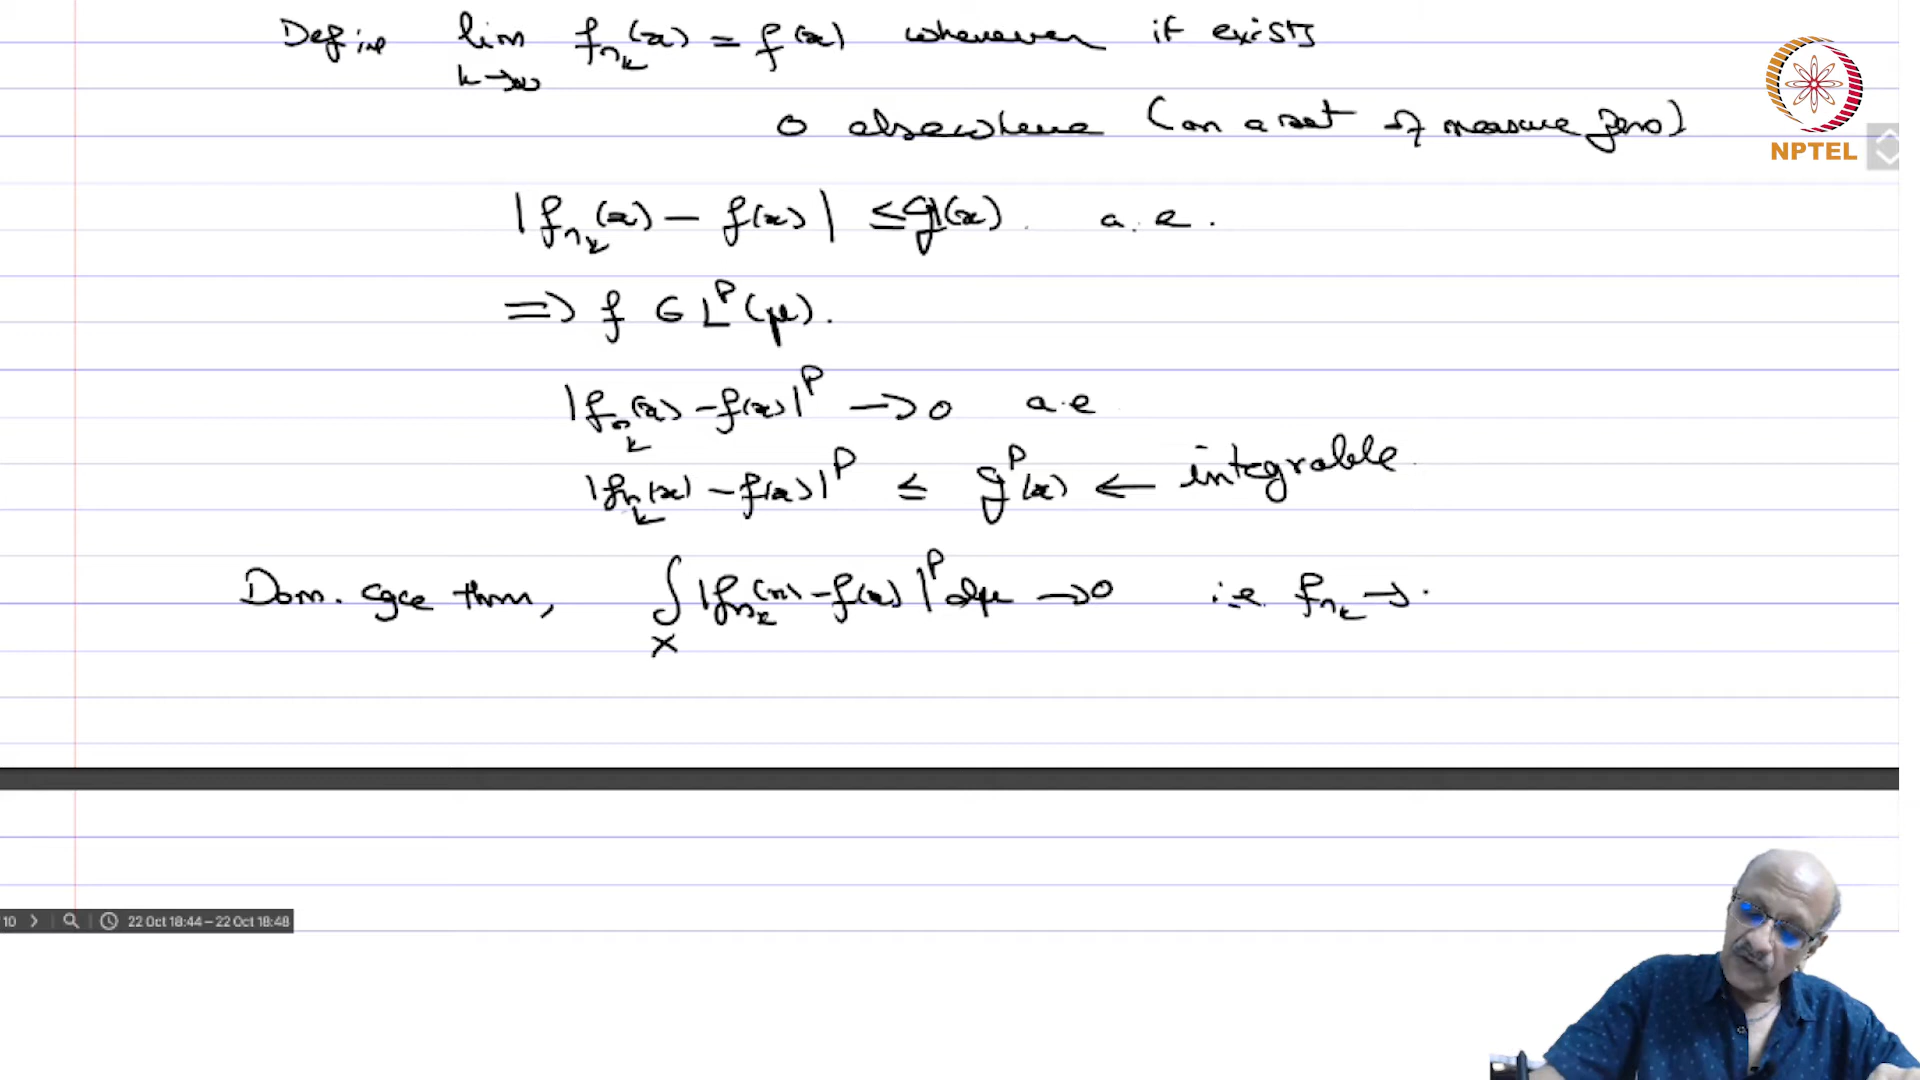 Define lim f_{n_k}(x) = f(x) whenever it exists
k→∞
0 elsewhere (on a set of measure zero)
NPTEL
|f_{n_k}(x) − f(x)| ≤ g(x). a.e.
⇒ f ∈ L^p(μ).
|f_{n_k}(x) − f(x)|^p → 0 a.e
|f_{n_k}(x) − f(x)|^p ≤ g^p(x) ← integrable.
Dom. cgce thm, ∫_X |f_{n_k}(x) − f(x)|^p dμ → 0 i.e. f_{n_k} →
10 22 Oct 18:44 – 22 Oct 18:48